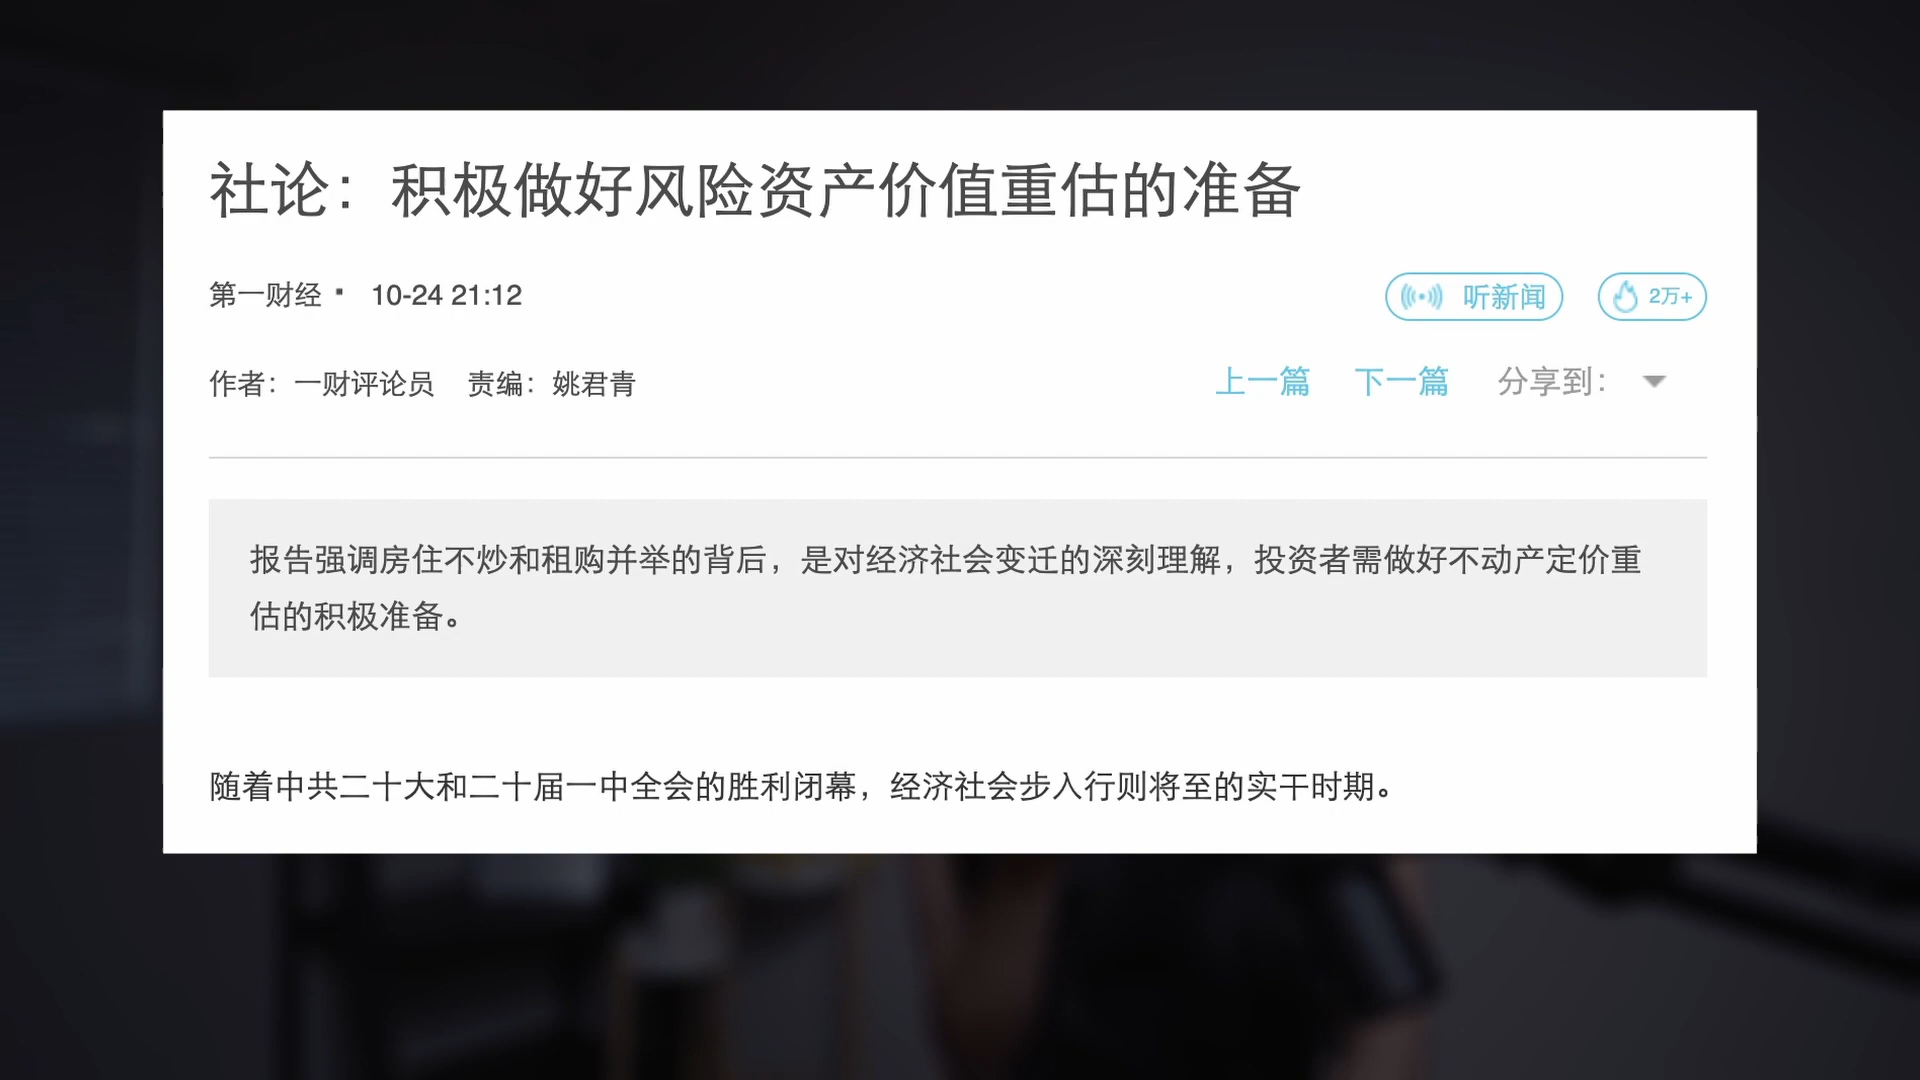 社论：积极做好风险资产价值重估的准备
第一财经 · 10-24 21:12
听新闻 2万+
作者：一财评论员 责编：姚君青
上一篇 下一篇 分享到：
报告强调房住不炒和租购并举的背后，是对经济社会变迁的深刻理解，投资者需做好不动产定价重
估的积极准备。
随着中共二十大和二十届一中全会的胜利闭幕，经济社会步入行则将至的实干时期。